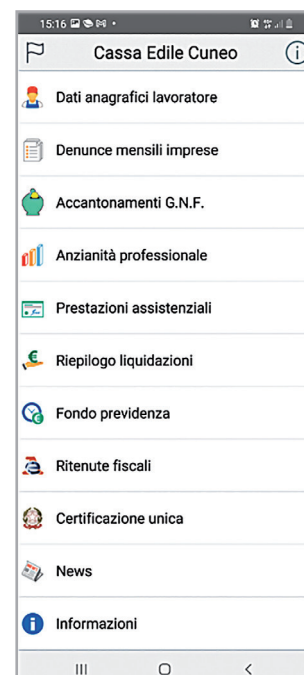 15:16
Cassa Edile Cuneo
Dati anagrafici lavoratore
Denunce mensili imprese
Accantonamenti G.N.F.
Anzianità professionale
Prestazioni assistenziali
Riepilogo liquidazioni
Fondo previdenza
Ritenute fiscali
Certificazione unica
News
Informazioni